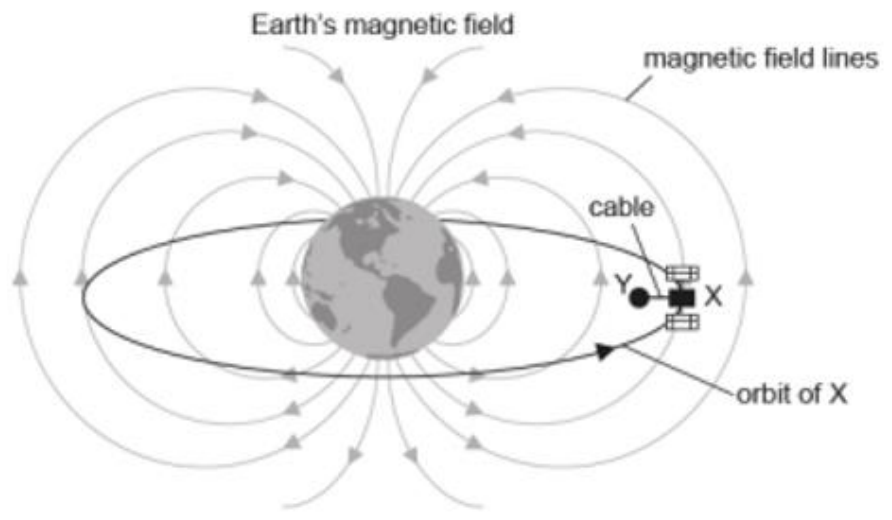 Earth's magnetic field
magnetic field lines
cable
Y
X
orbit of X